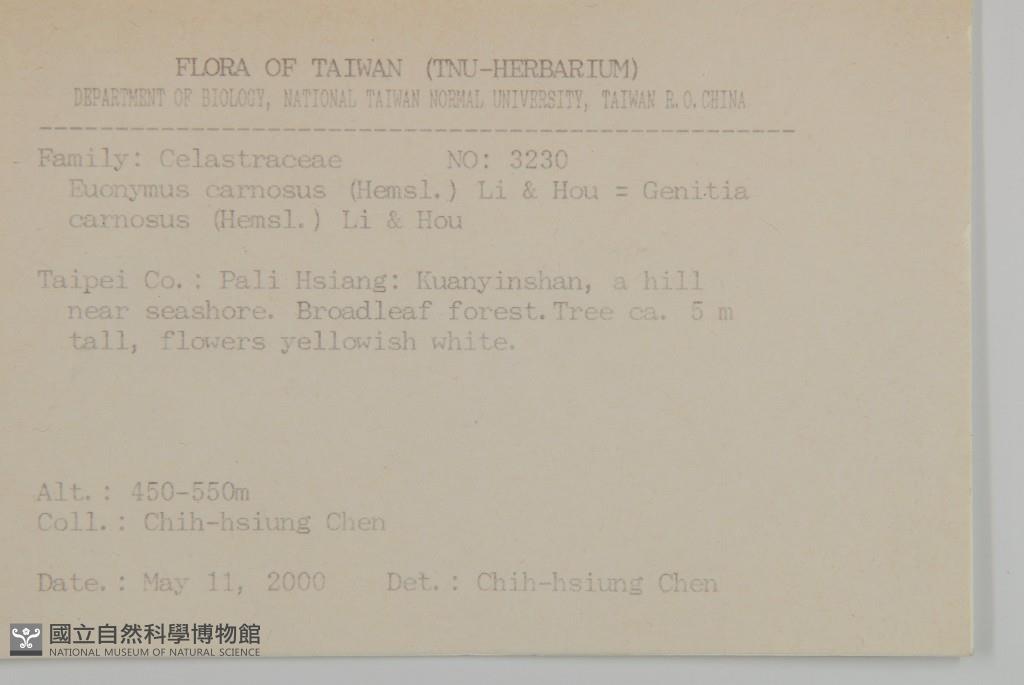 FLORA OF TAIWAN (TNU-HERBARIUM)
DEPARTMENT OF BIOLOGY, NATIONAL TAIWAN NORMAL UNIVERSITY, TAIWAN R.O.CHINA
Family: Celastraceae NO: 3230
Euonymus carnosus (Hemsl.) Li & Hou = Genitia
carnosus (Hemsl.) Li & Hou
Taipei Co.: Pali Hsiang: Kuanyinshan, a hill
near seashore. Broadleaf forest. Tree ca. 5 m
tall, flowers yellowish white.
Alt.: 450-550m
Coll.: Chih-hsiung Chen
Date.: May 11, 2000 Det.: Chih-hsiung Chen
國立自然科學博物館
NATIONAL MUSEUM OF NATURAL SCIENCE